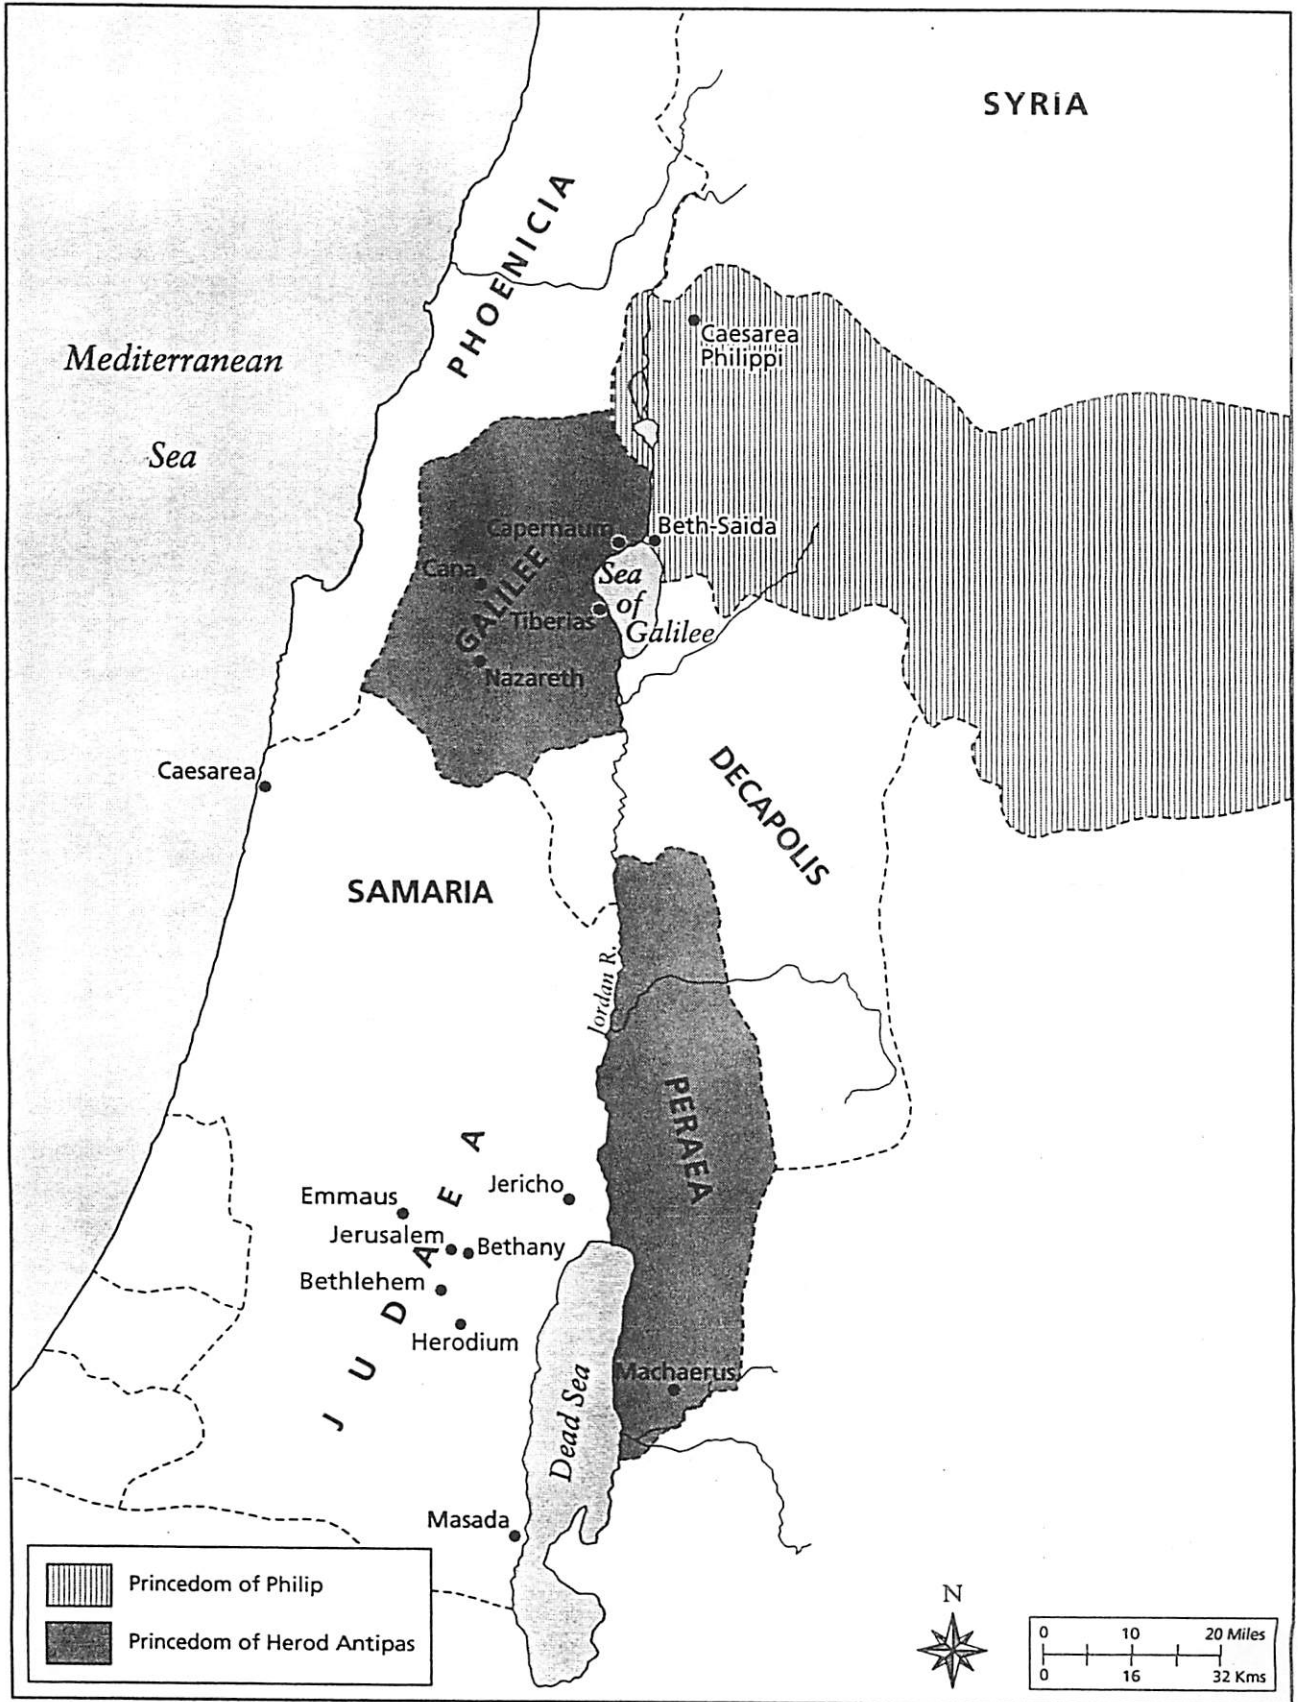 SYRIA
PHOENICIA
Mediterranean
Sea
Caesarea
Philippi
Capernaum
Beth-Saida
Cana
GALILEE
Sea
of
Galilee
Tiberias
Nazareth
Caesarea
DECAPOLIS
SAMARIA
Jordan R.
PERAEA
JUDAEA
Emmaus
Jericho
Jerusalem
Bethany
Bethlehem
Herodium
Machaerus
Dead Sea
Masada
Princedom of Philip
Princedom of Herod Antipas
N
0 10 20 Miles
0 16 32 Kms